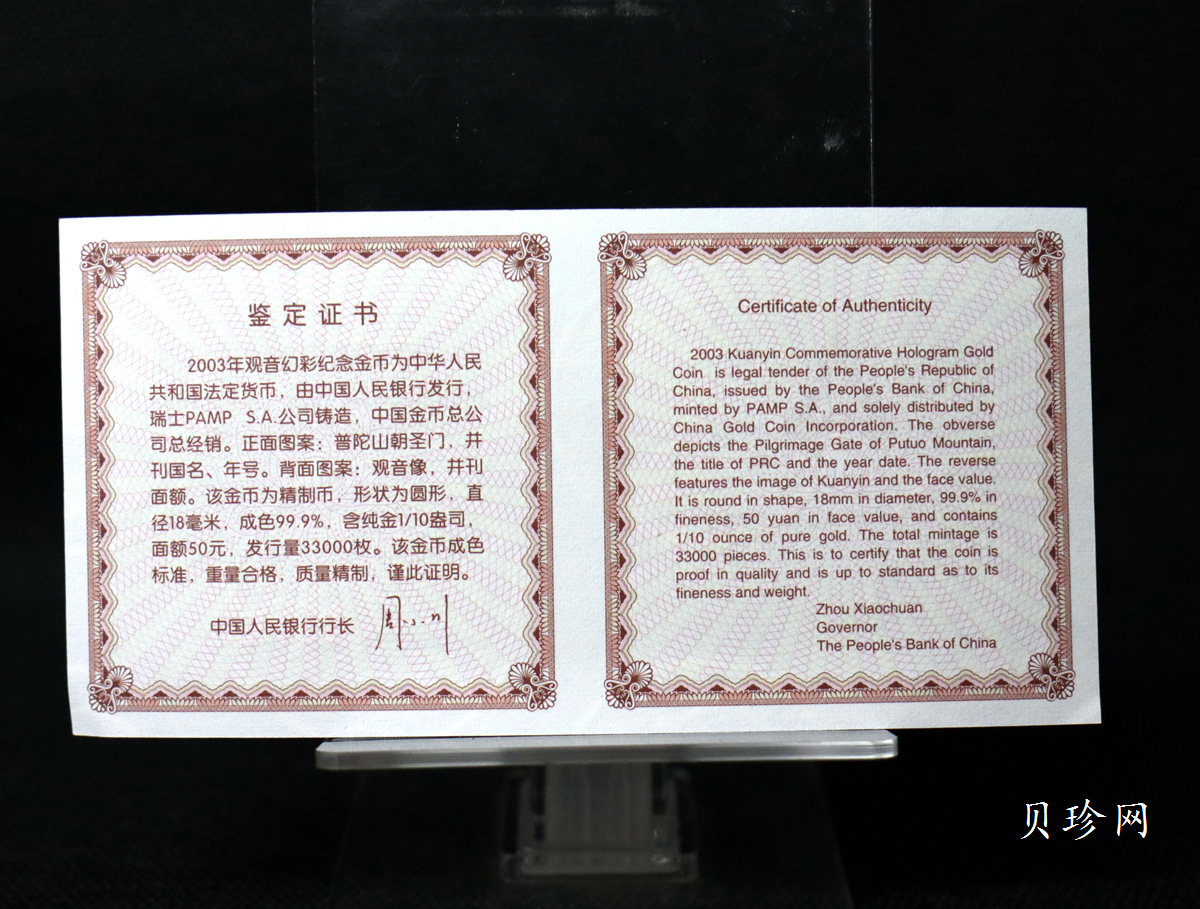 鉴定证书
2003年观音幻彩纪念金币为中华人民
共和国法定货币，由中国人民银行发行，
瑞士PAMP S.A.公司铸造，中国金币总公
司总经销。正面图案：普陀山朝圣门，并
刊国名、年号。背面图案：观音像，并刊
面额。该金币为精制币，形状为圆形，直
径18毫米，成色99.9%，含纯金1/10盎司，
面额50元，发行量33000枚。该金币成色
标准，重量合格，质量精制，谨此证明。
中国人民银行行长 周小川
Certificate of Authenticity
2003 Kuanyin Commemorative Hologram Gold
Coin is legal tender of the People's Republic of
China, issued by the People's Bank of China,
minted by PAMP S.A., and solely distributed by
China Gold Coin Incorporation. The obverse
depicts the Pilgrimage Gate of Putuo Mountain,
the title of PRC and the year date. The reverse
features the image of Kuanyin and the face value.
It is round in shape, 18mm in diameter, 99.9% in
fineness, 50 yuan in face value, and contains
1/10 ounce of pure gold. The total mintage is
33000 pieces. This is to certify that the coin is
proof in quality and is up to standard as to its
fineness and weight.
Zhou Xiaochuan
Governor
The People's Bank of China
贝珍网